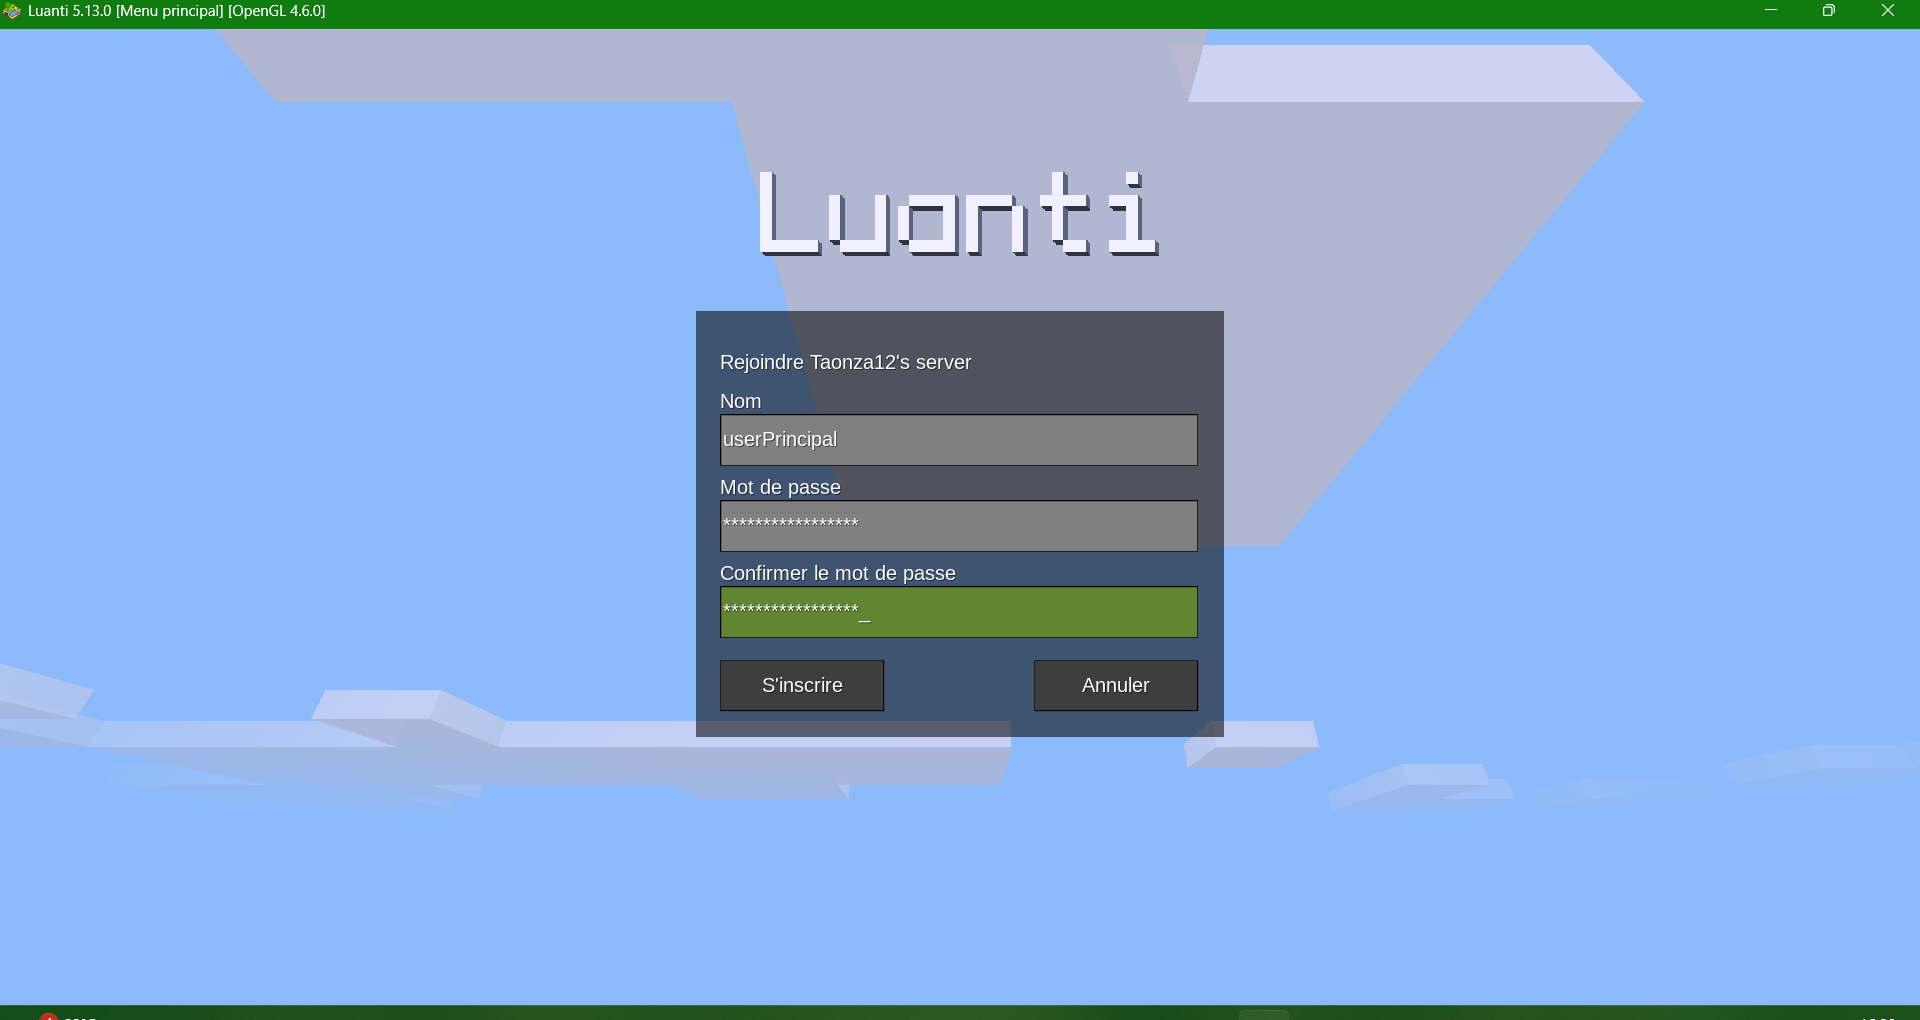 Luanti 5.13.0 [Menu principal] [OpenGL 4.6.0]
Luanti
Rejoindre Taonza12's server
Nom
userPrincipal
Mot de passe
*****************
Confirmer le mot de passe
*****************_
S'inscrire
Annuler